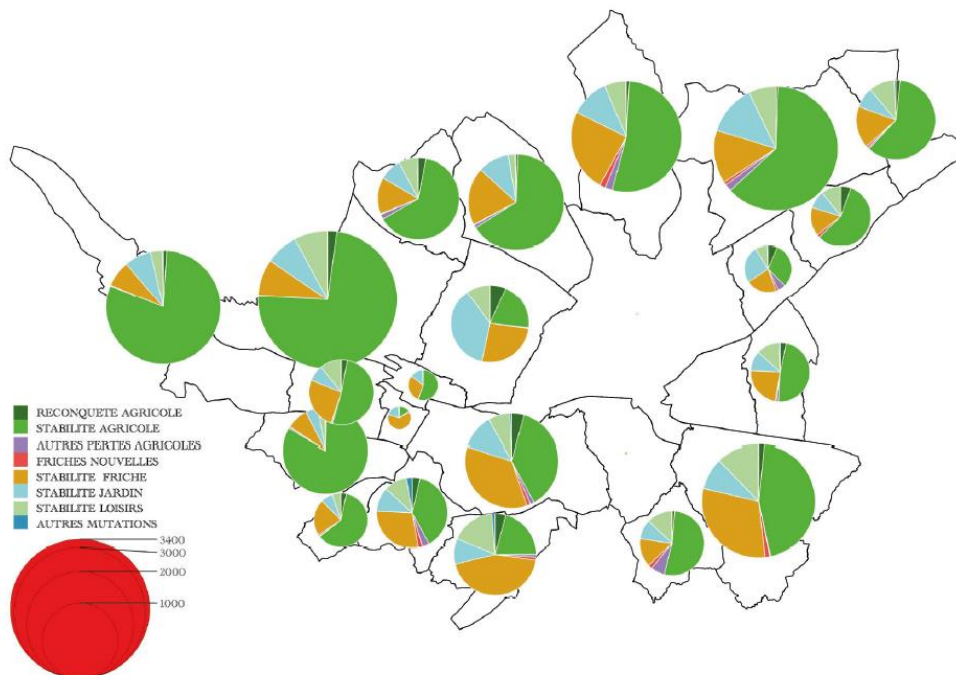 RECONQUETE AGRICOLE
STABILITE AGRICOLE
AUTRES PERTES AGRICOLES
FRICHES NOUVELLES
STABILITE FRICHE
STABILITE JARDIN
STABILITE LOISIRS
AUTRES MUTATIONS
3400
3000
2000
1000